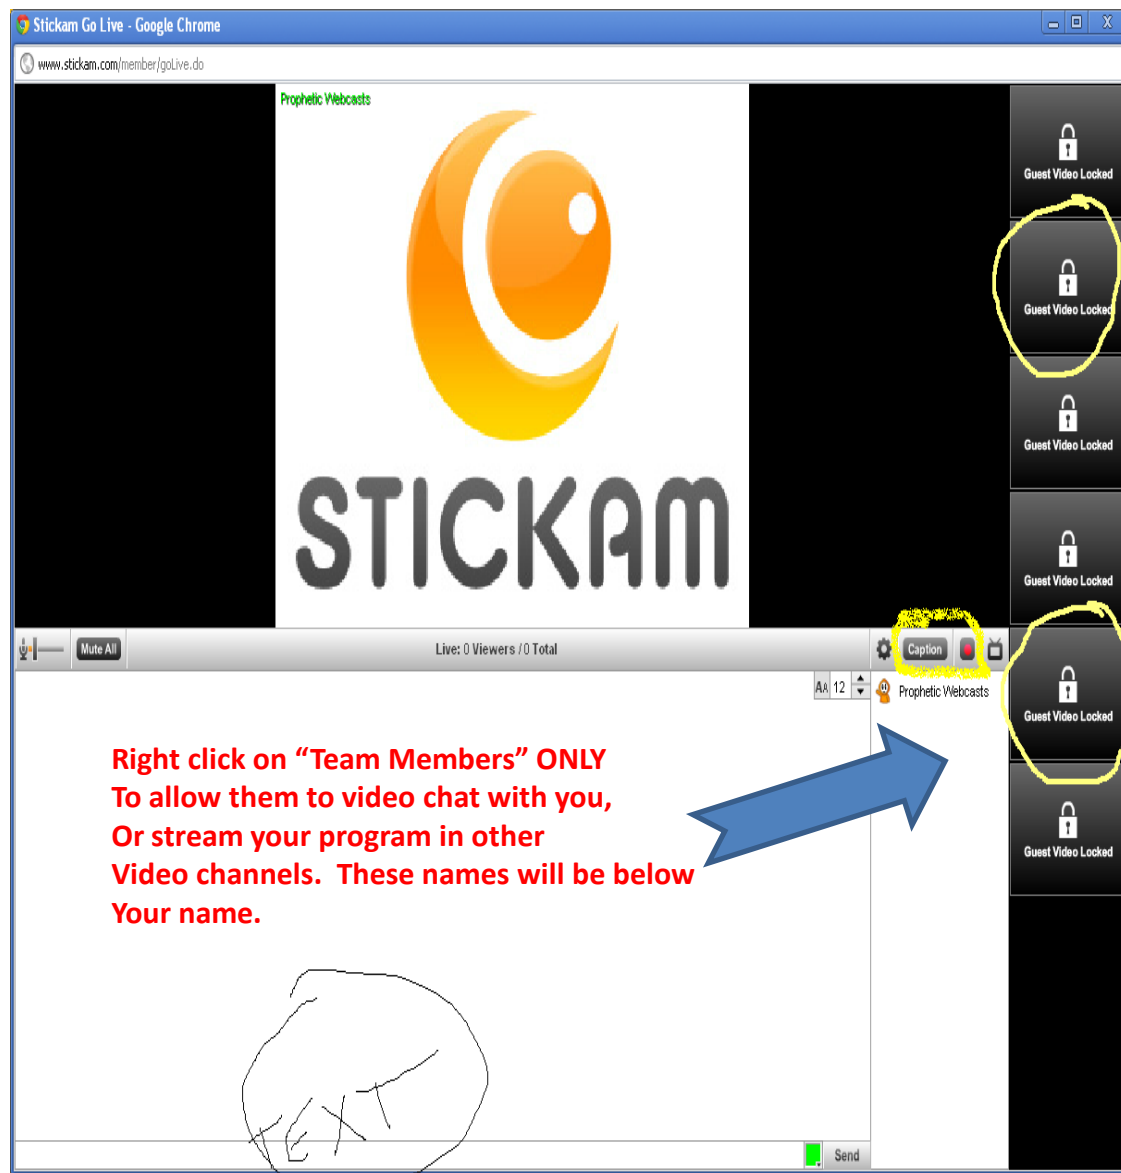 Stickam Go Live - Google Chrome
www.stickam.com/member/goLive.do
Prophetic Webcasts
STICKAM
Guest Video Locked
Guest Video Locked
Guest Video Locked
Guest Video Locked
Guest Video Locked
Guest Video Locked
Mute All
Live: 0 Viewers / 0 Total
Caption
AA 12
Prophetic Webcasts
Right click on “Team Members” ONLY
To allow them to video chat with you,
Or stream your program in other
Video channels.  These names will be below
Your name.
TEXT
Send